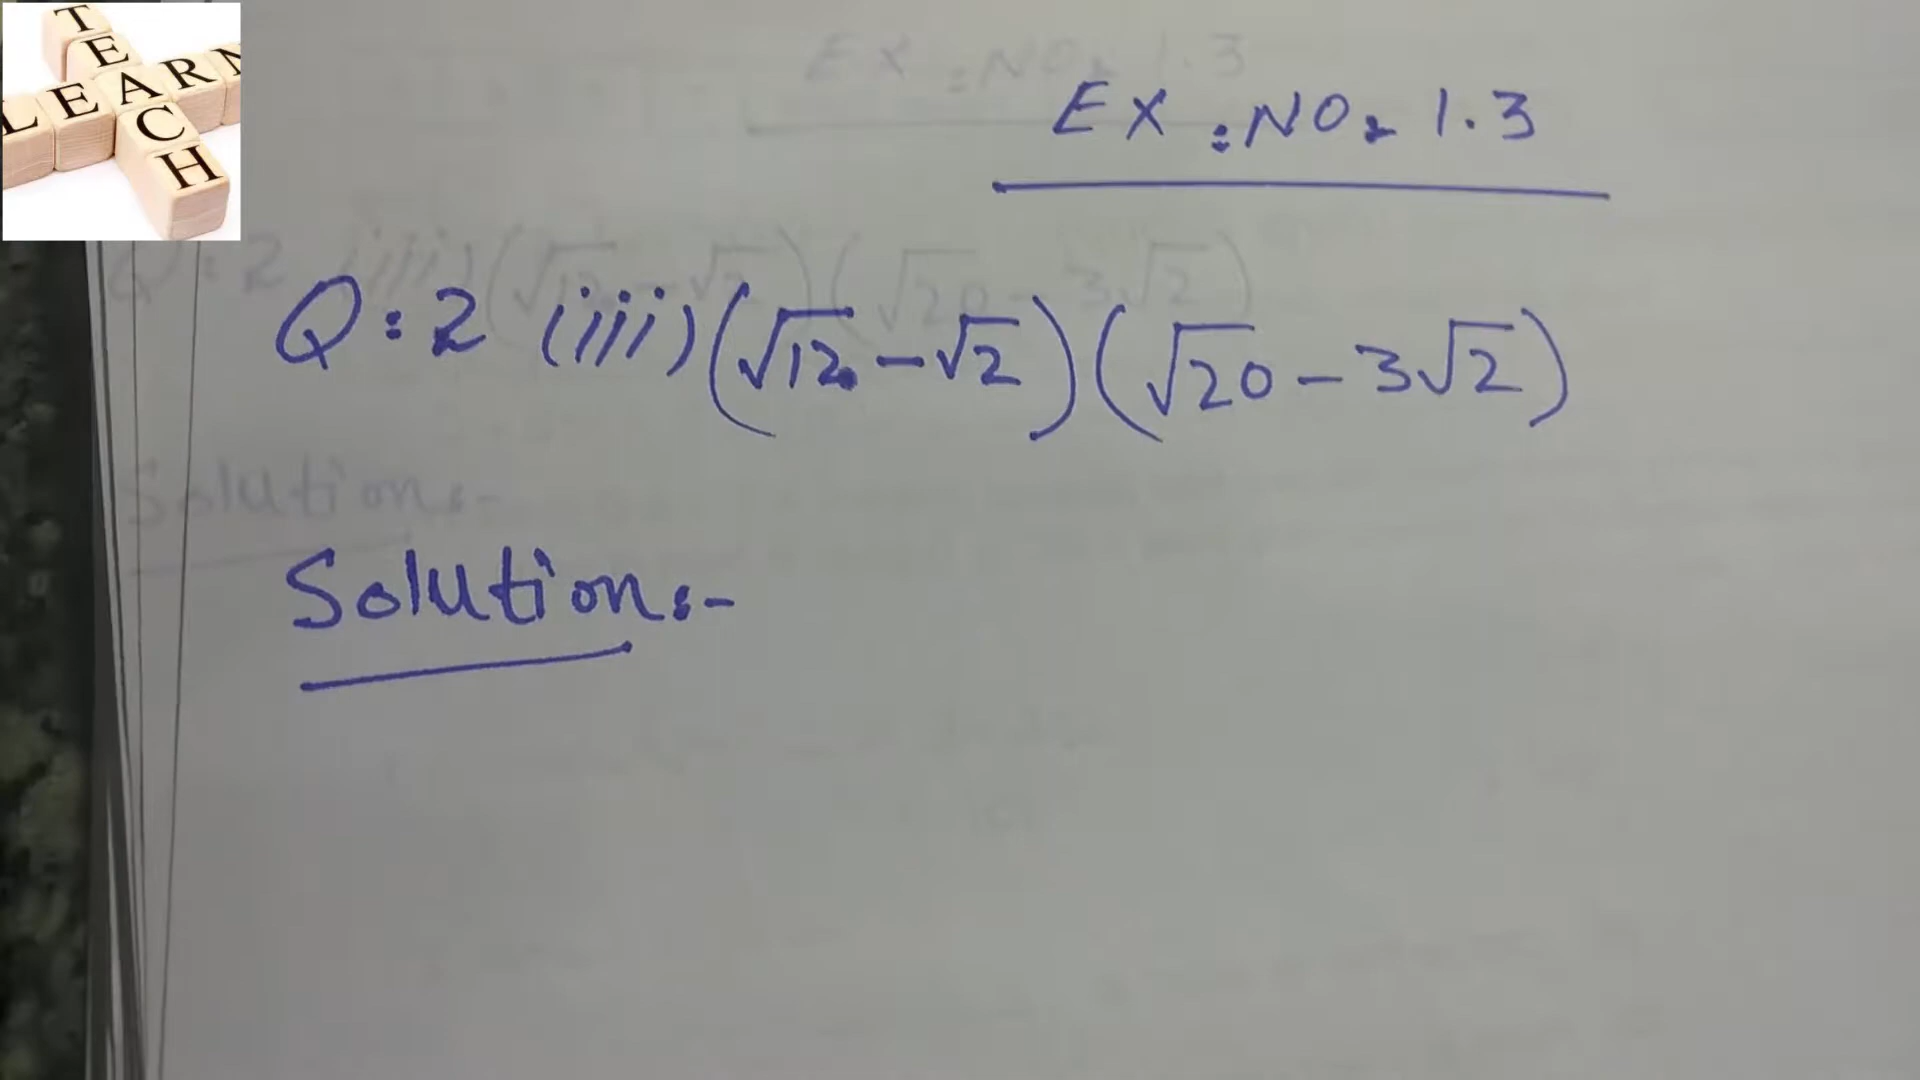 TEACH
LEARN
EX : NO : 1.3
Q : 2 (iii) (√12 - √2) (√20 - 3√2)
Solution :-